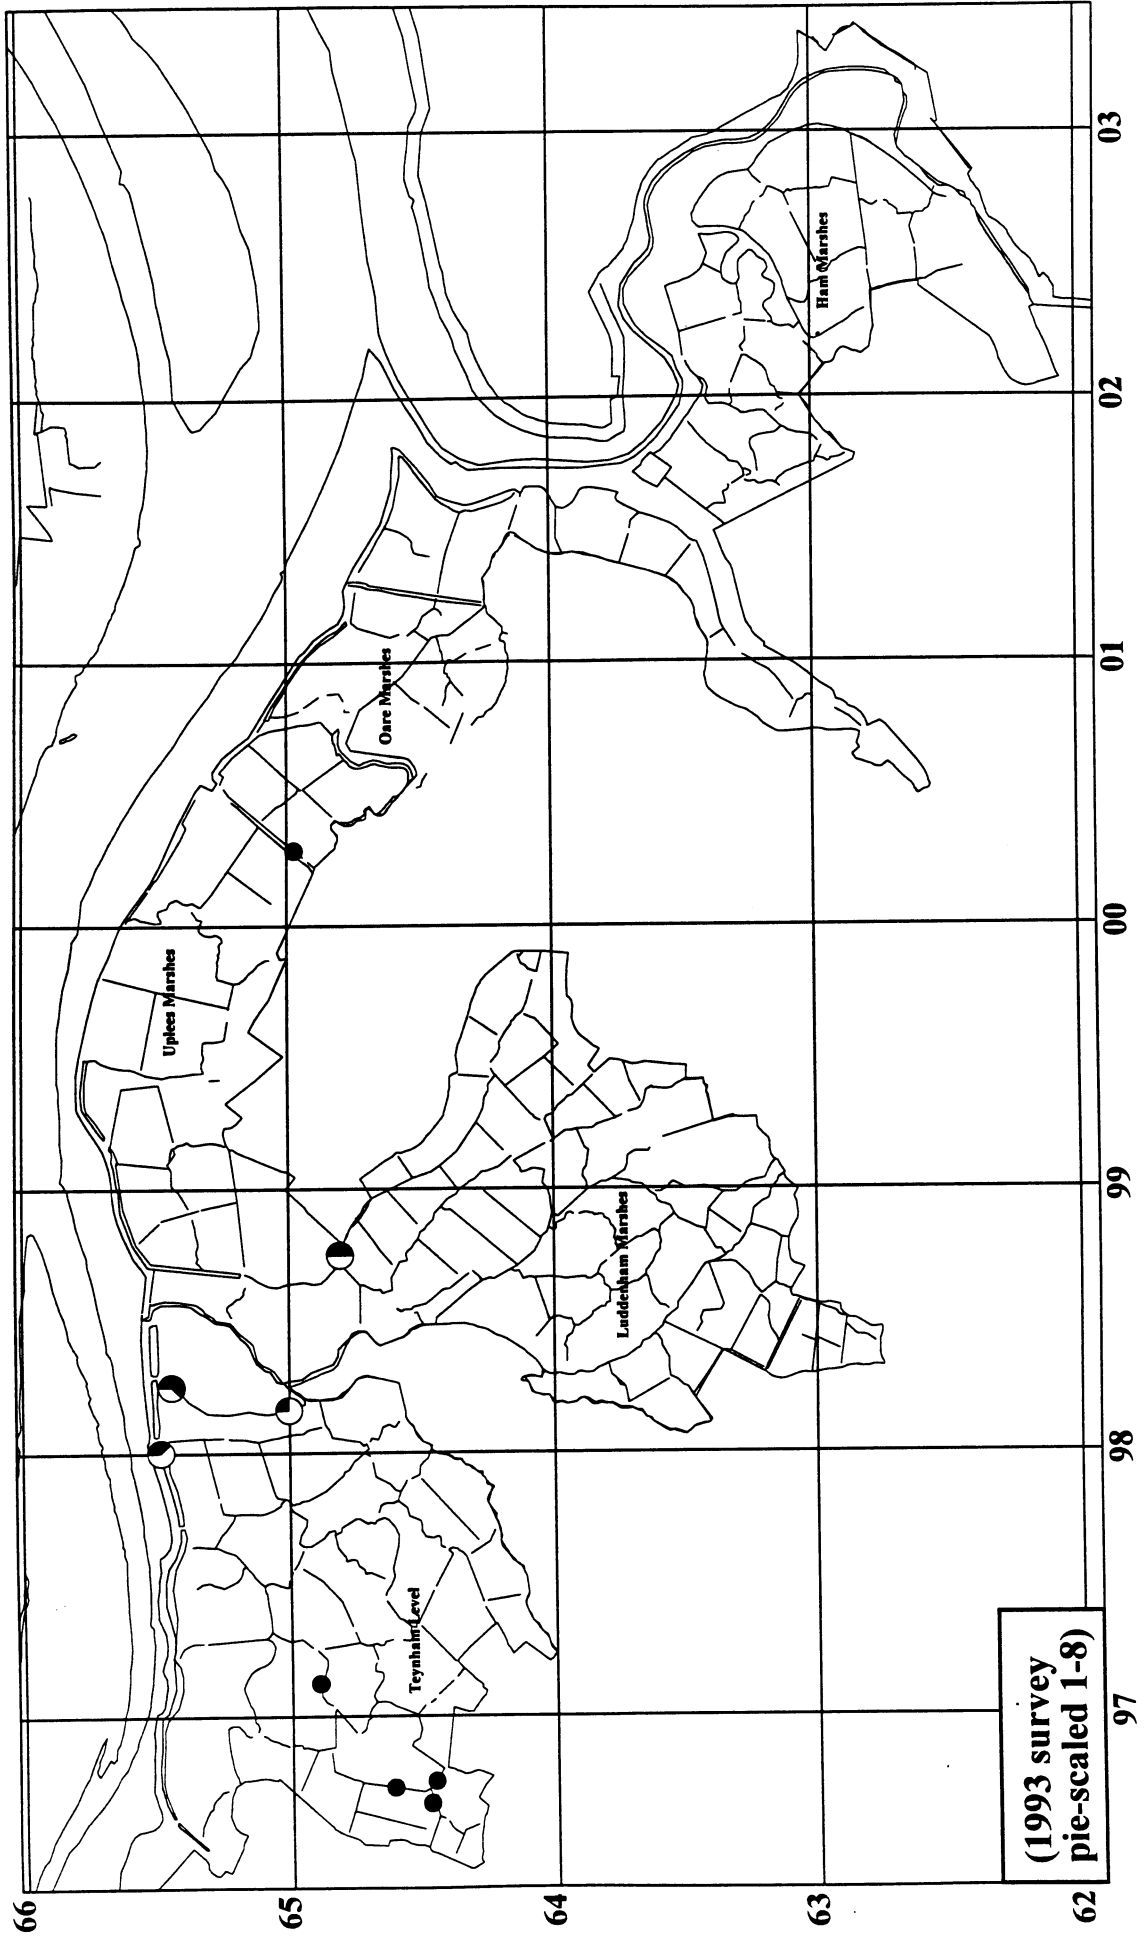 66
65
64
63
62
97
98
99
00
01
02
03
Teynham Level
Luddenham Marshes
Uplees Marshes
Oare Marshes
Ham Marshes
(1993 survey
pie-scaled 1-8)